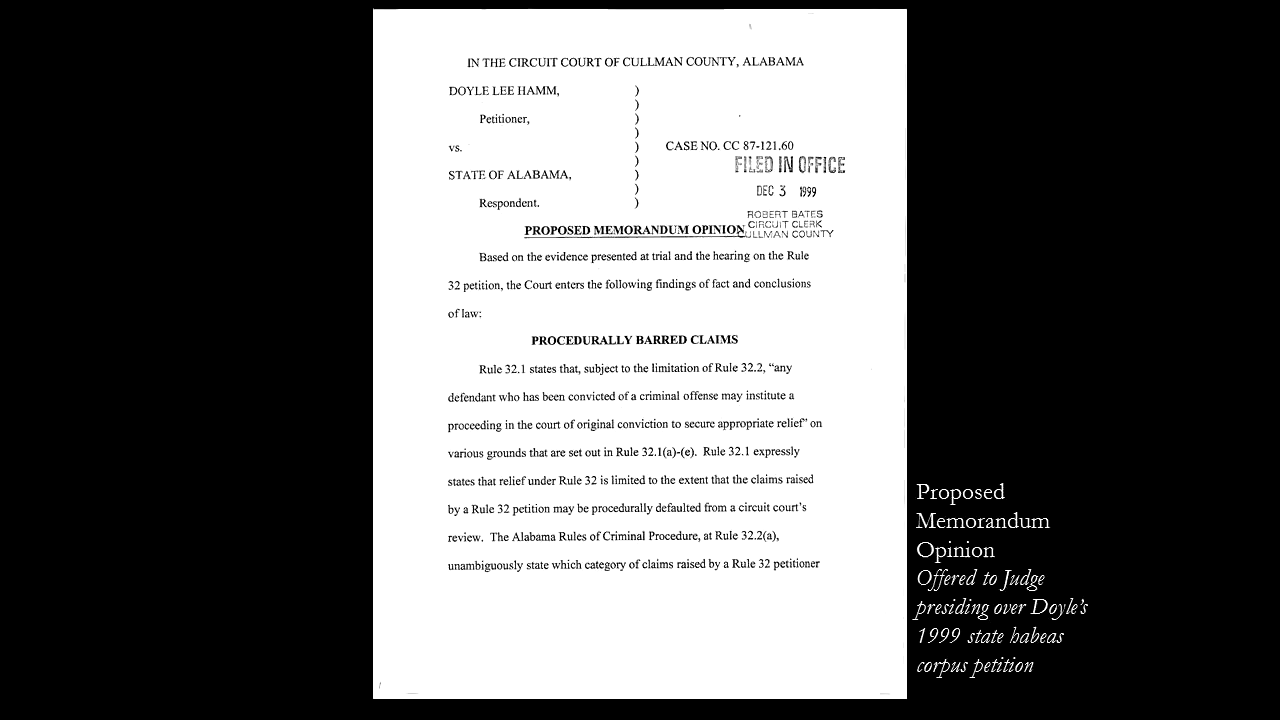 IN THE CIRCUIT COURT OF CULLMAN COUNTY, ALABAMA
DOYLE LEE HAMM, )
)
Petitioner, )
)
vs. ) CASE NO. CC 87-121.60
) FILED IN OFFICE
STATE OF ALABAMA, )
) DEC 3 1999
Respondent. )
ROBERT BATES
CIRCUIT CLERK
CULLMAN COUNTY
PROPOSED MEMORANDUM OPINION
Based on the evidence presented at trial and the hearing on the Rule
32 petition, the Court enters the following findings of fact and conclusions
of law:
PROCEDURALLY BARRED CLAIMS
Rule 32.1 states that, subject to the limitation of Rule 32.2, “any
defendant who has been convicted of a criminal offense may institute a
proceeding in the court of original conviction to secure appropriate relief” on
various grounds that are set out in Rule 32.1(a)-(e). Rule 32.1 expressly
states that relief under Rule 32 is limited to the extent that the claims raised
by a Rule 32 petition may be procedurally defaulted from a circuit court’s
review. The Alabama Rules of Criminal Procedure, at Rule 32.2(a),
unambiguously state which category of claims raised by a Rule 32 petitioner
Proposed
Memorandum
Opinion
Offered to Judge
presiding over Doyle’s
1999 state habeas
corpus petition